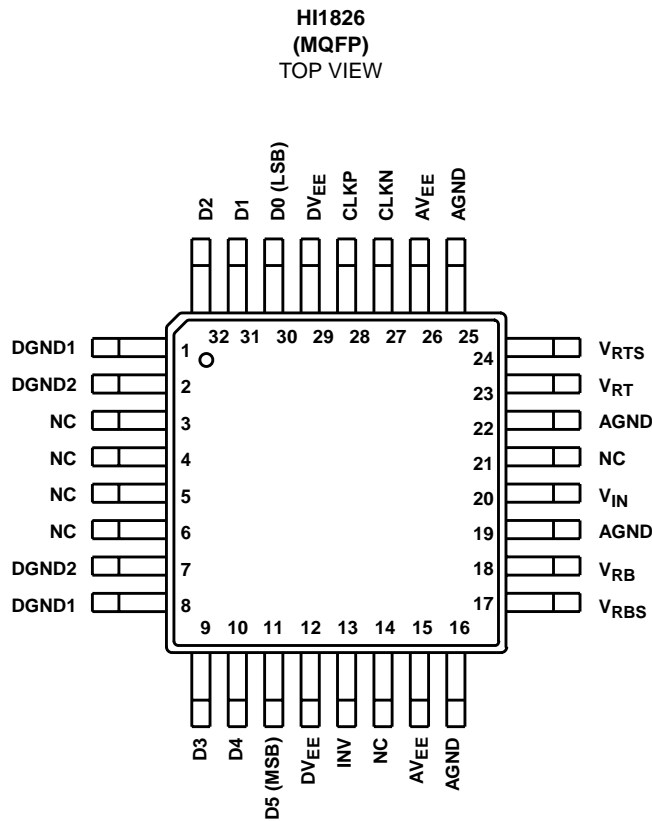 HI1826
(MQFP)
TOP VIEW
D2
D1
D0 (LSB)
DVEE
CLKP
CLKN
AVEE
AGND
32 31 30 29 28 27 26 25
DGND1 1
DGND2 2
NC 3
NC 4
NC 5
NC 6
DGND2 7
DGND1 8
24 VRTS
23 VRT
22 AGND
21 NC
20 VIN
19 AGND
18 VRB
17 VRBS
9 10 11 12 13 14 15 16
D3
D4
D5 (MSB)
DVEE
INV
NC
AVEE
AGND